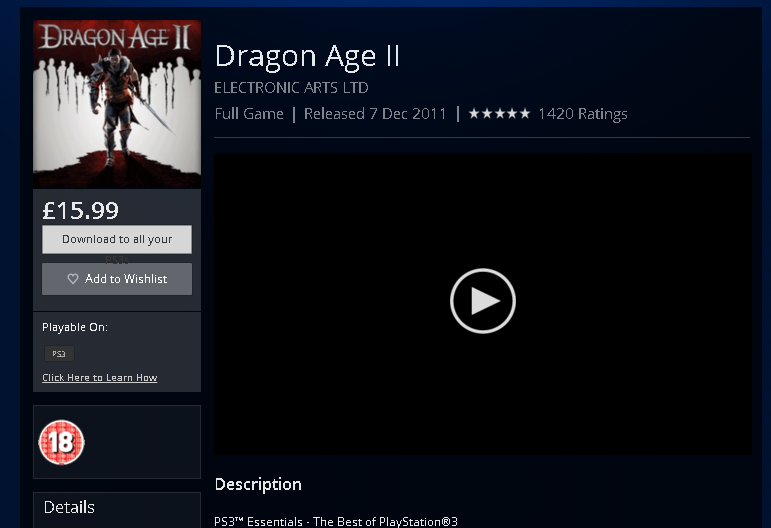 DRAGON AGE II
Dragon Age II
ELECTRONIC ARTS LTD
Full Game | Released 7 Dec 2011 | ★★★★★ 1420 Ratings
£15.99
Download to all your
PS3s
Add to Wishlist
Playable On:
PS3
Click Here to Learn How
18
Details
Description
PS3™ Essentials - The Best of PlayStation®3